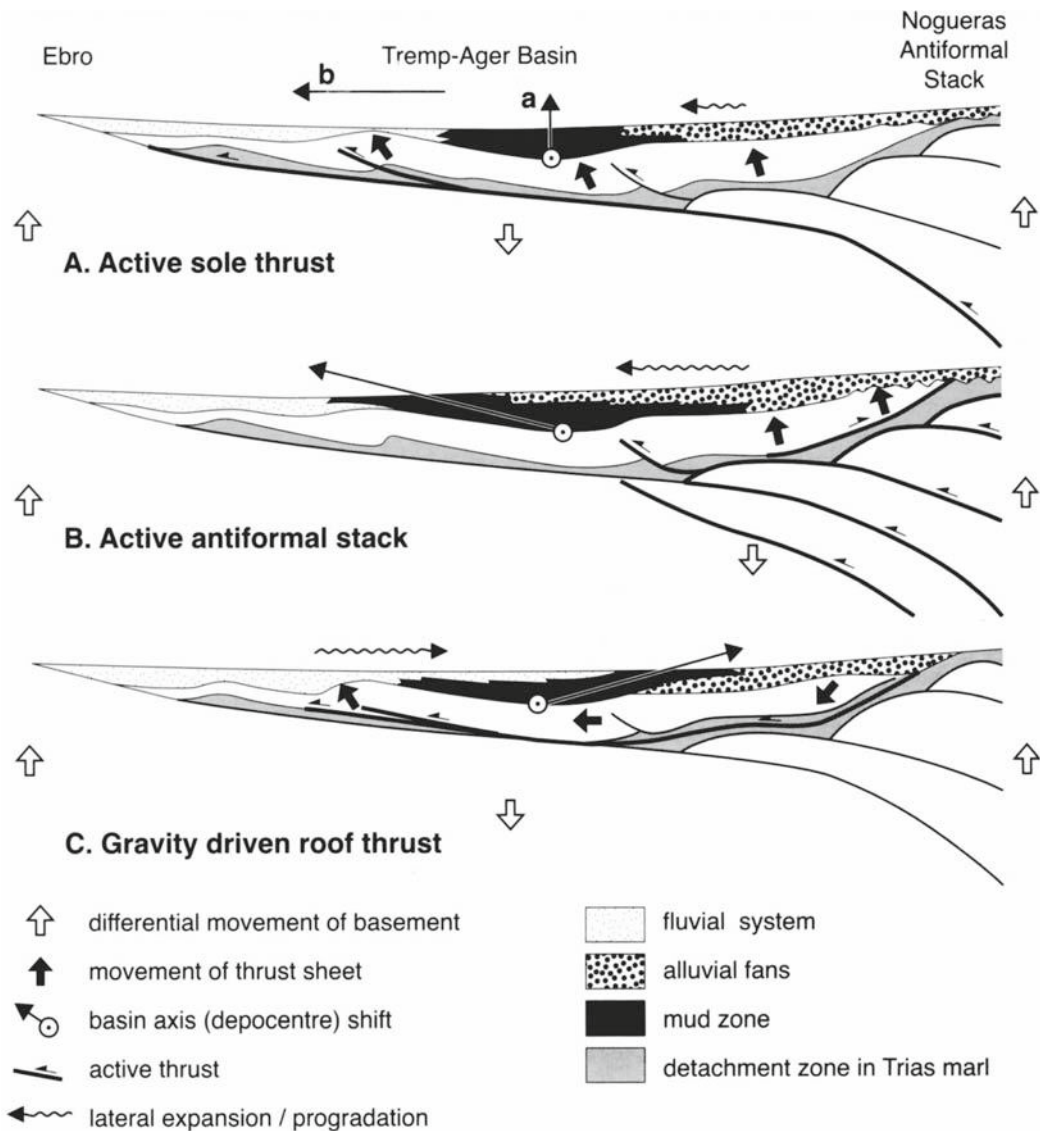 Ebro
Tremp-Ager Basin
Nogueras
Antiformal
Stack
b
a
A. Active sole thrust
B. Active antiformal stack
C. Gravity driven roof thrust
differential movement of basement
movement of thrust sheet
basin axis (depocentre) shift
active thrust
lateral expansion / progradation
fluvial system
alluvial fans
mud zone
detachment zone in Trias marl